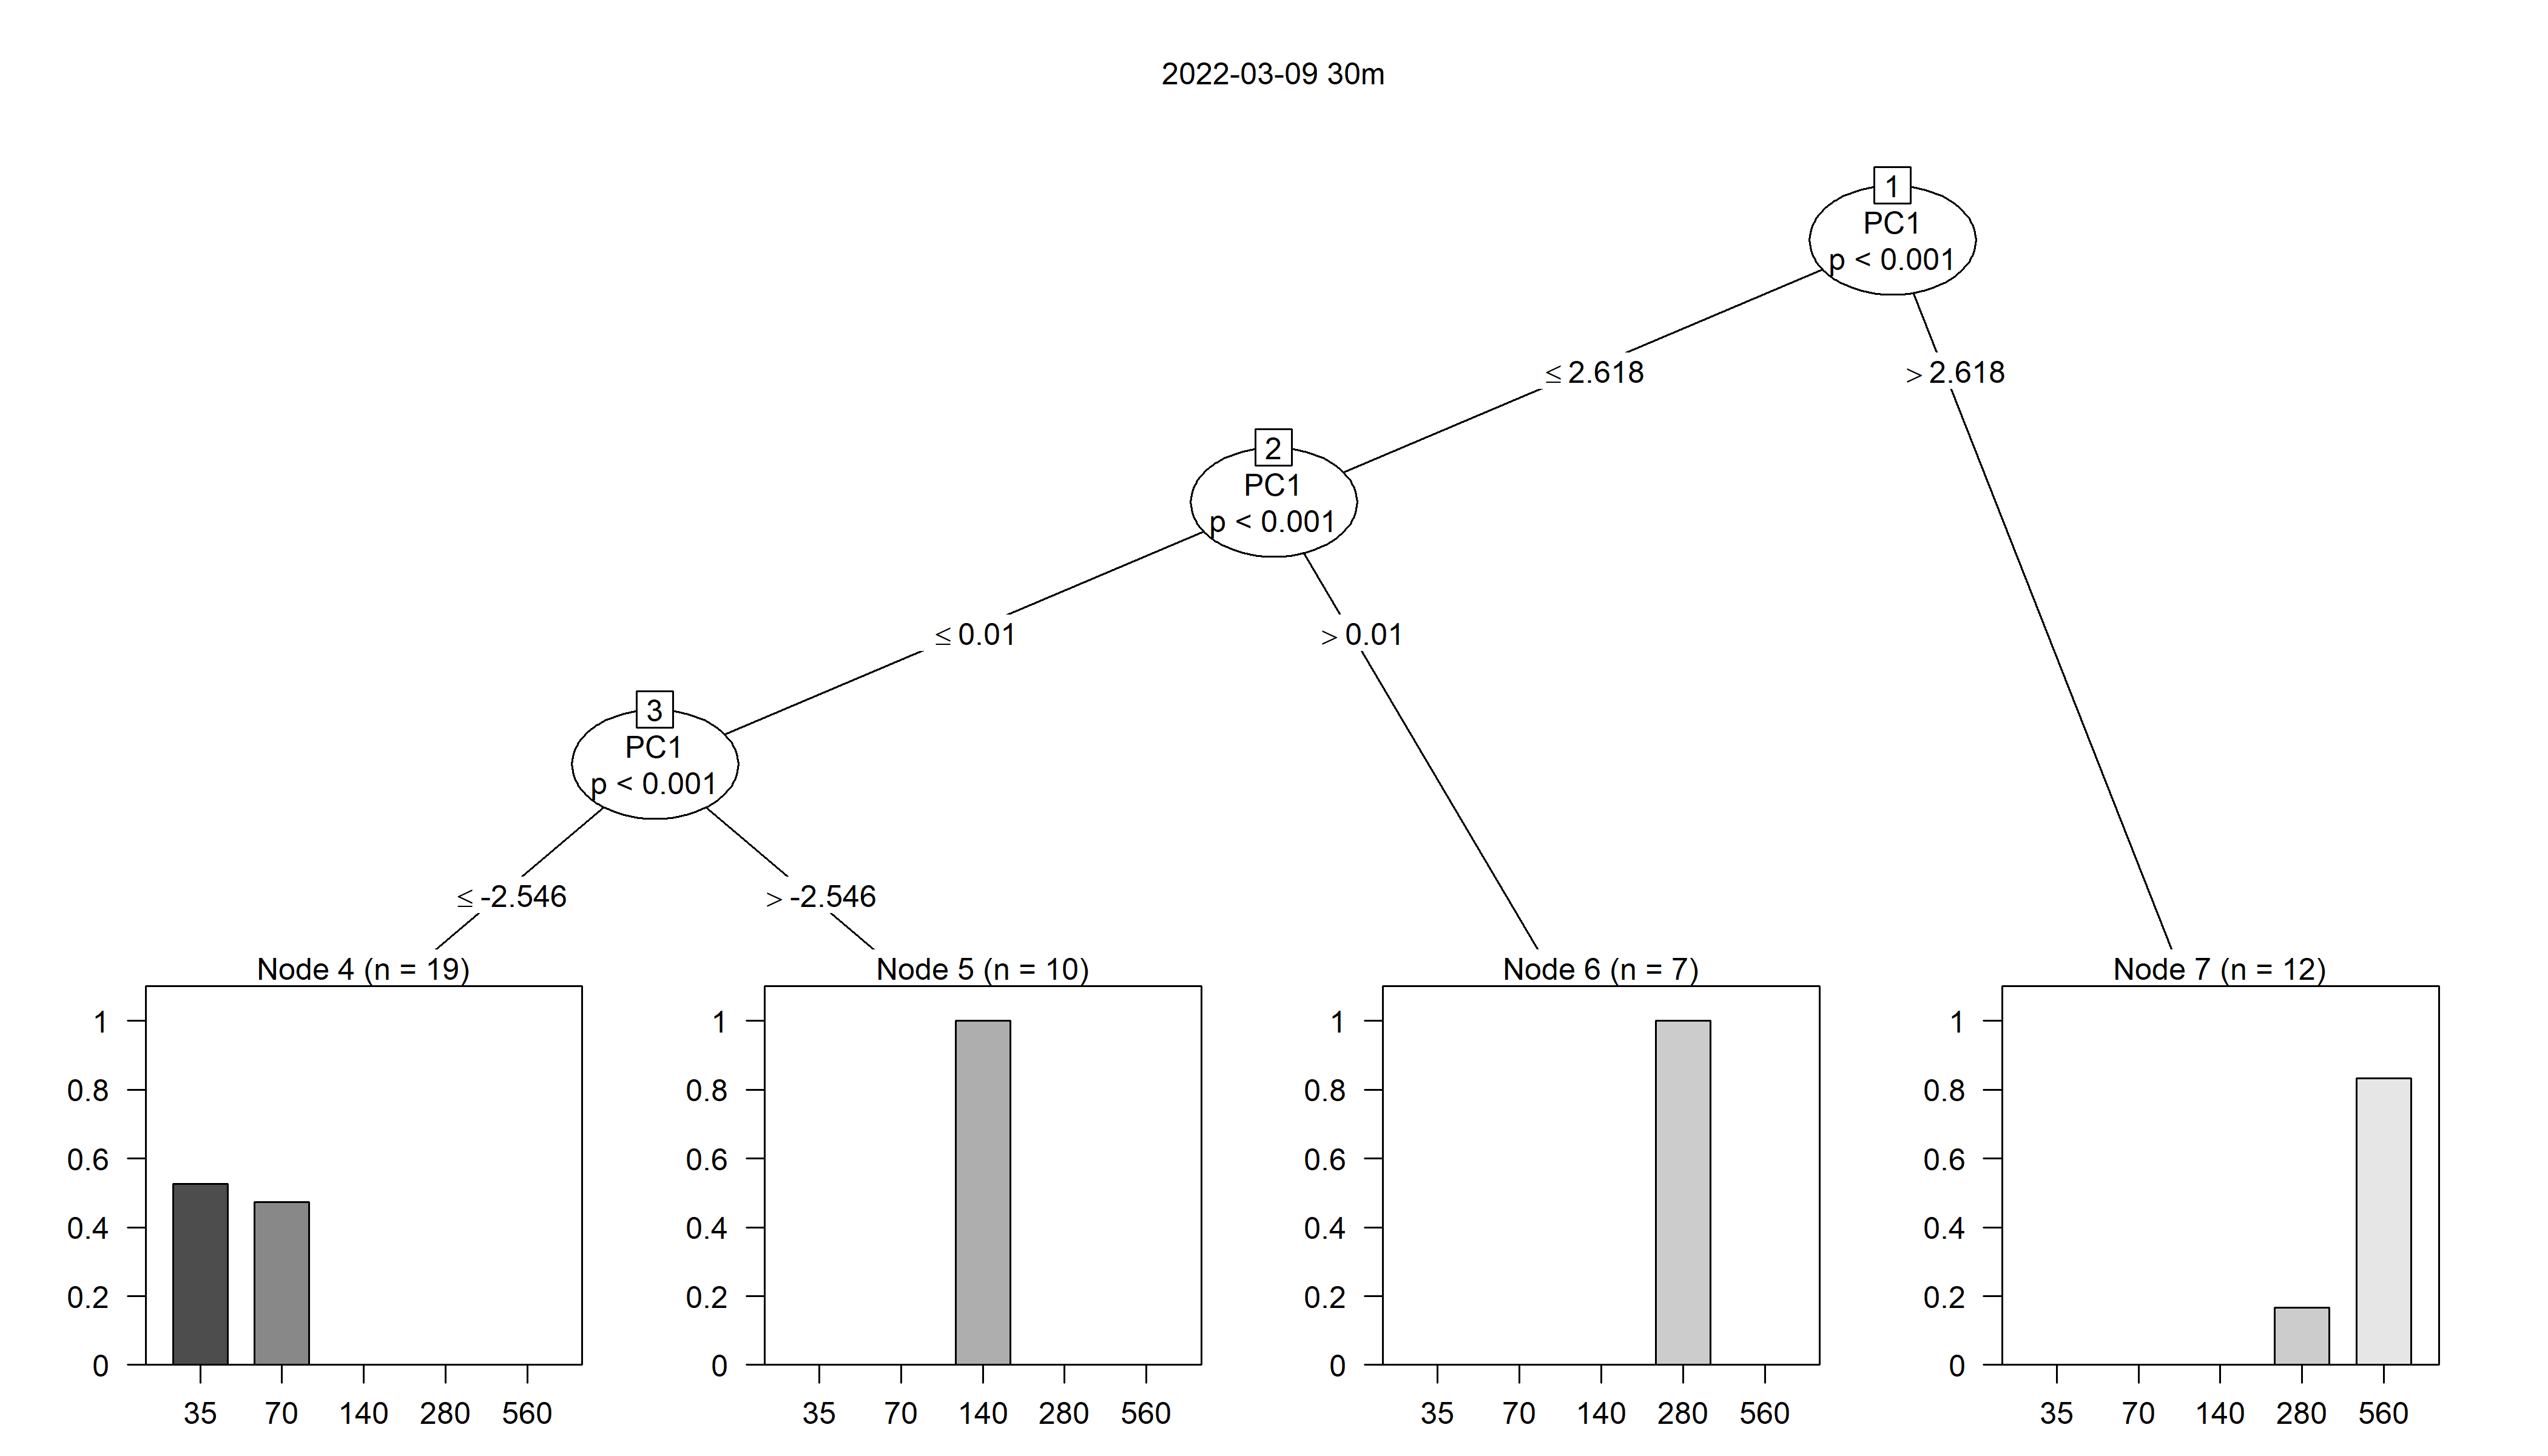 2022-03-09 30m
1
PC1
p < 0.001
≤ 2.618
> 2.618
2
PC1
p < 0.001
≤ 0.01
> 0.01
3
PC1
p < 0.001
≤ -2.546
> -2.546
Node 4 (n = 19)
1
0.8
0.6
0.4
0.2
0
35 70 140 280 560
Node 5 (n = 10)
1
0.8
0.6
0.4
0.2
0
35 70 140 280 560
Node 6 (n = 7)
1
0.8
0.6
0.4
0.2
0
35 70 140 280 560
Node 7 (n = 12)
1
0.8
0.6
0.4
0.2
0
35 70 140 280 560